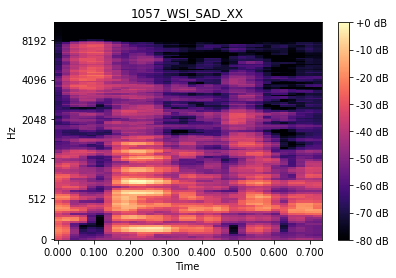 1057_WSI_SAD_XX
8192
4096
2048
1024
512
0
Hz
0.000 0.100 0.200 0.300 0.400 0.500 0.600 0.700
Time
+0 dB
-10 dB
-20 dB
-30 dB
-40 dB
-50 dB
-60 dB
-70 dB
-80 dB